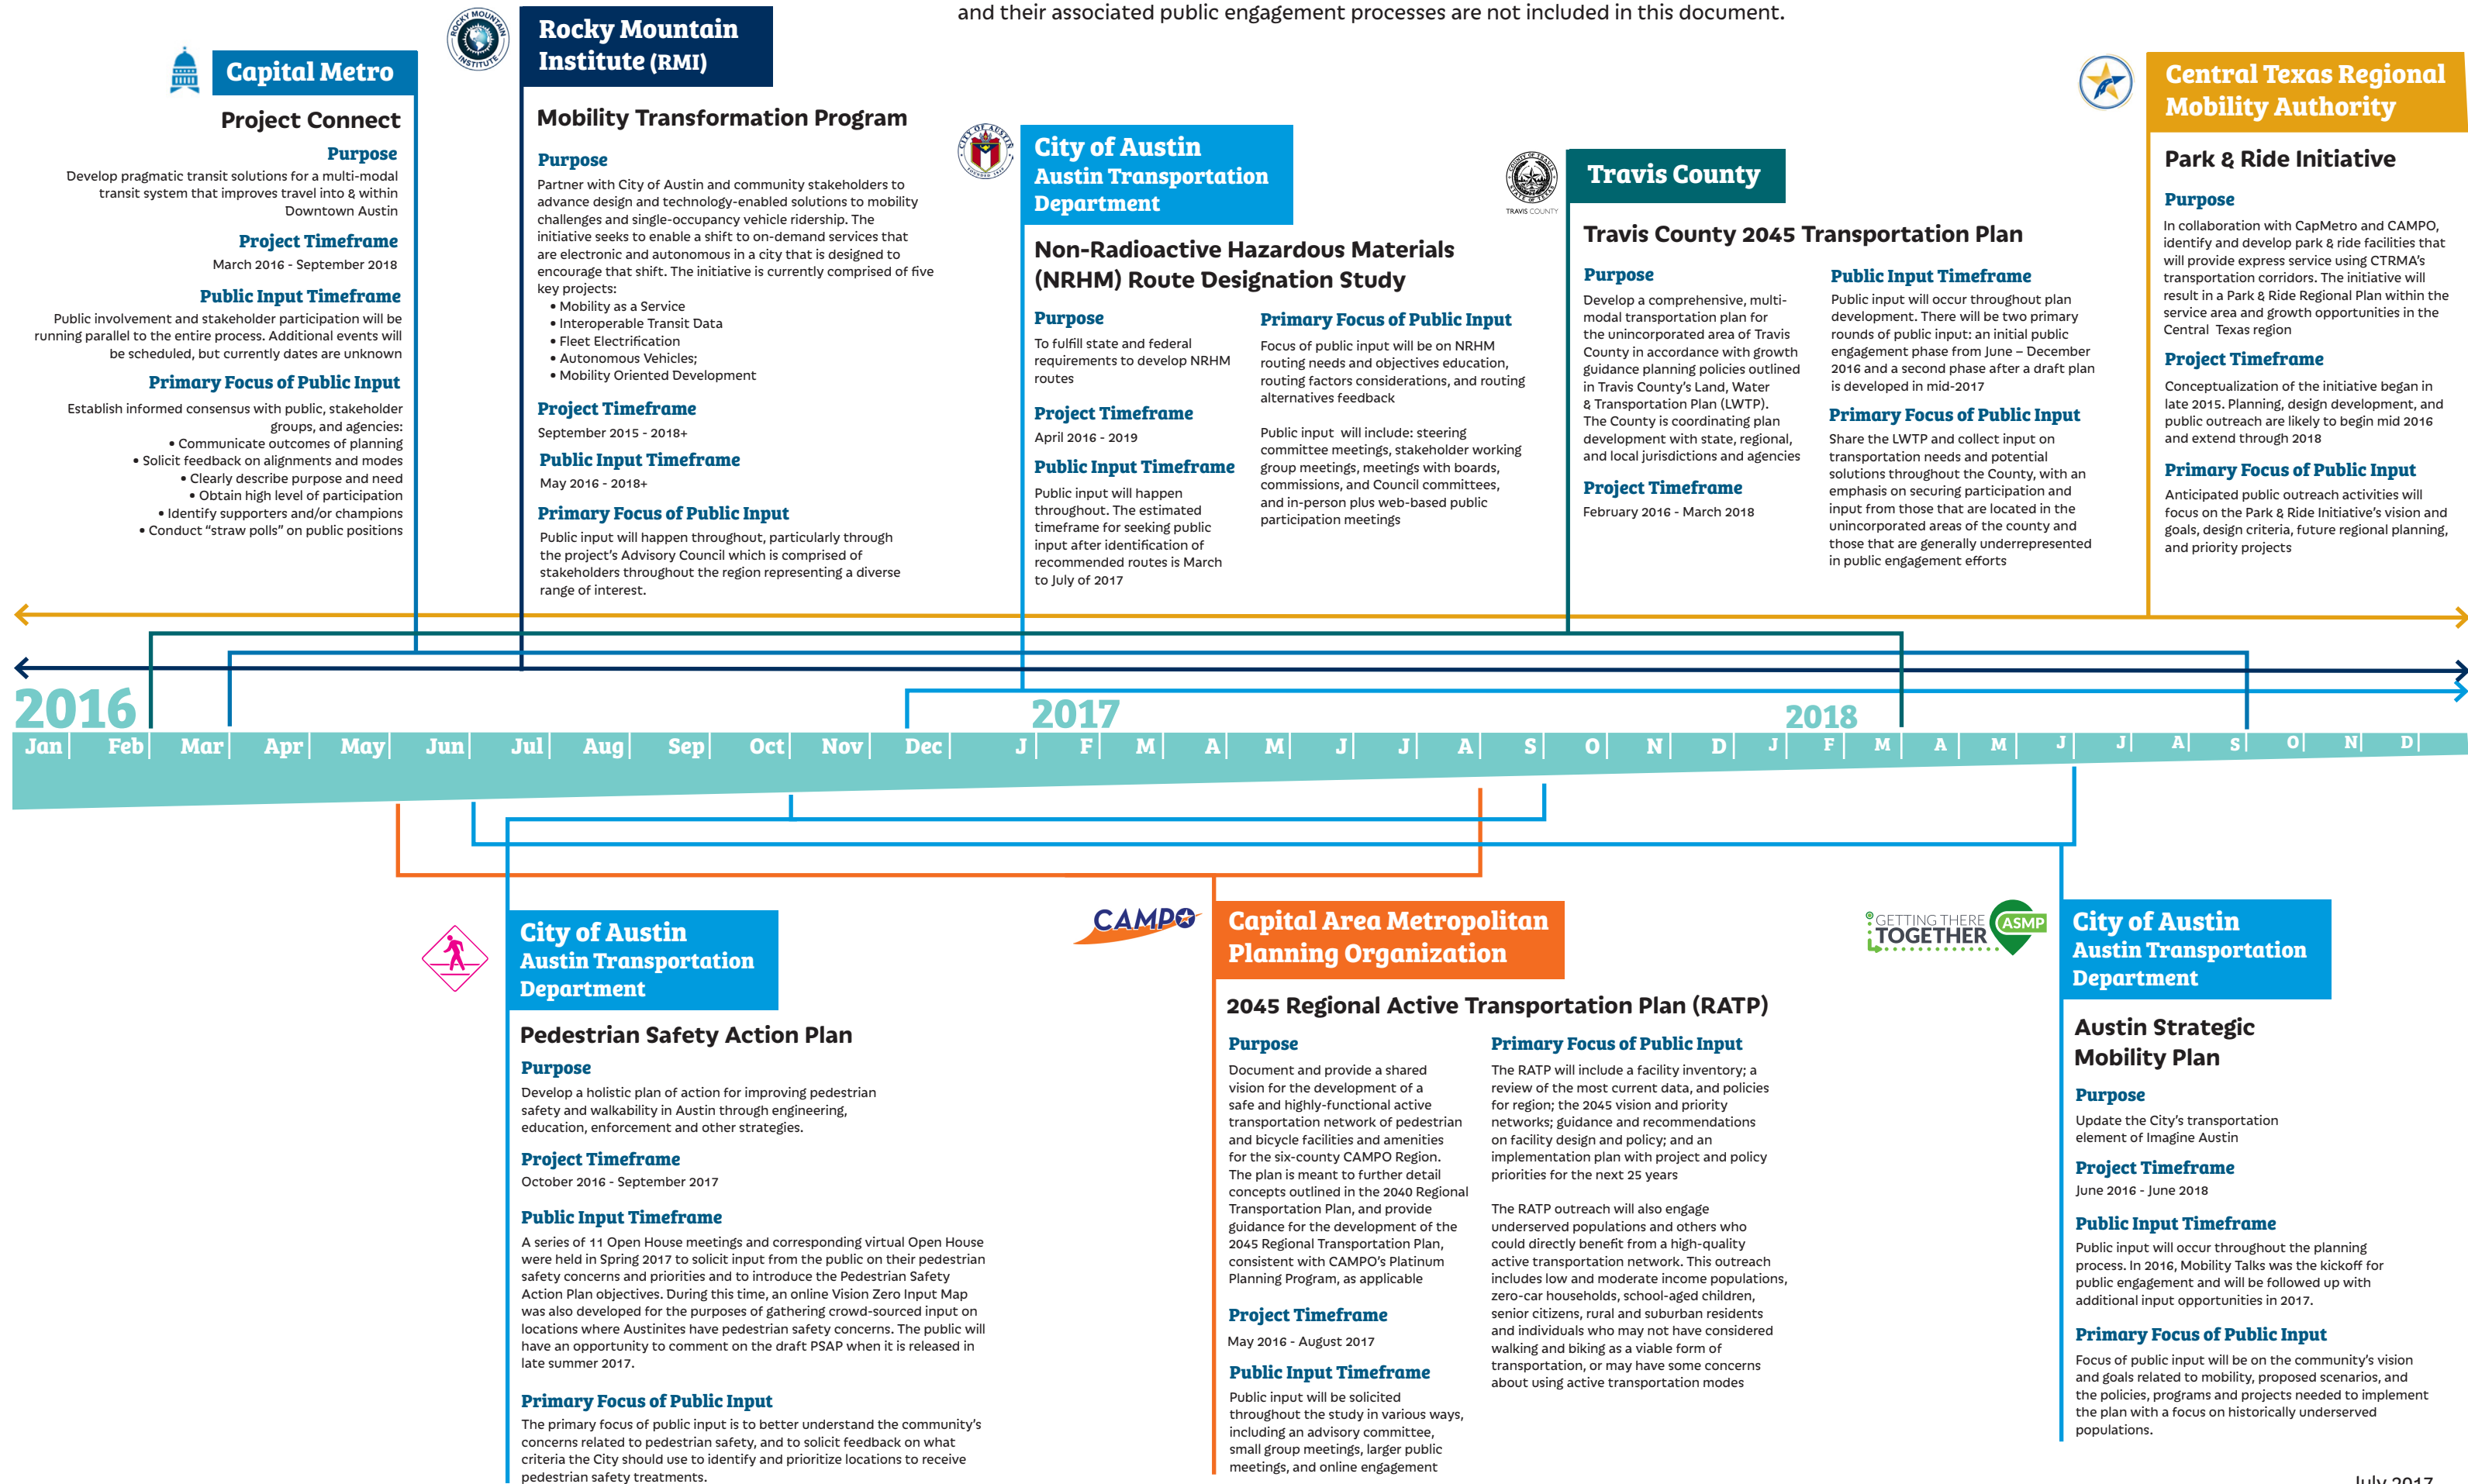 and their associated public engagement processes are not included in this document.
ROCKY MOUNTAIN
INSTITUTE
Capital Metro
Project Connect
Purpose
Develop pragmatic transit solutions for a multi-modal
transit system that improves travel into & within
Downtown Austin
Project Timeframe
March 2016 - September 2018
Public Input Timeframe
Public involvement and stakeholder participation will be
running parallel to the entire process. Additional events will
be scheduled, but currently dates are unknown
Primary Focus of Public Input
Establish informed consensus with public, stakeholder
groups, and agencies:
• Communicate outcomes of planning
• Solicit feedback on alignments and modes
• Clearly describe purpose and need
• Obtain high level of participation
• Identify supporters and/or champions
• Conduct “straw polls” on public positions
Rocky Mountain
Institute (RMI)
Mobility Transformation Program
Purpose
Partner with City of Austin and community stakeholders to
advance design and technology-enabled solutions to mobility
challenges and single-occupancy vehicle ridership. The
initiative seeks to enable a shift to on-demand services that
are electronic and autonomous in a city that is designed to
encourage that shift. The initiative is currently comprised of five
key projects:
• Mobility as a Service
• Interoperable Transit Data
• Fleet Electrification
• Autonomous Vehicles;
• Mobility Oriented Development
Project Timeframe
September 2015 - 2018+
Public Input Timeframe
May 2016 - 2018+
Primary Focus of Public Input
Public input will happen throughout, particularly through
the project’s Advisory Council which is comprised of
stakeholders throughout the region representing a diverse
range of interest.
CITY OF AUSTIN
FOUNDED 1839
City of Austin
Austin Transportation
Department
Non-Radioactive Hazardous Materials
(NRHM) Route Designation Study
Purpose
To fulfill state and federal
requirements to develop NRHM
routes
Project Timeframe
April 2016 - 2019
Public Input Timeframe
Public input will happen
throughout. The estimated
timeframe for seeking public
input after identification of
recommended routes is March
to July of 2017
Primary Focus of Public Input
Focus of public input will be on NRHM
routing needs and objectives education,
routing factors considerations, and routing
alternatives feedback
Public input will include: steering
committee meetings, stakeholder working
group meetings, meetings with boards,
commissions, and Council committees,
and in-person plus web-based public
participation meetings
TRAVIS COUNTY
Travis County
Travis County 2045 Transportation Plan
Purpose
Develop a comprehensive, multi-
modal transportation plan for
the unincorporated area of Travis
County in accordance with growth
guidance planning policies outlined
in Travis County’s Land, Water
& Transportation Plan (LWTP).
The County is coordinating plan
development with state, regional,
and local jurisdictions and agencies
Project Timeframe
February 2016 - March 2018
Public Input Timeframe
Public input will occur throughout plan
development. There will be two primary
rounds of public input: an initial public
engagement phase from June – December
2016 and a second phase after a draft plan
is developed in mid-2017
Primary Focus of Public Input
Share the LWTP and collect input on
transportation needs and potential
solutions throughout the County, with an
emphasis on securing participation and
input from those that are located in the
unincorporated areas of the county and
those that are generally underrepresented
in public engagement efforts
Central Texas Regional
Mobility Authority
Park & Ride Initiative
Purpose
In collaboration with CapMetro and CAMPO,
identify and develop park & ride facilities that
will provide express service using CTRMA’s
transportation corridors. The initiative will
result in a Park & Ride Regional Plan within the
service area and growth opportunities in the
Central Texas region
Project Timeframe
Conceptualization of the initiative began in
late 2015. Planning, design development, and
public outreach are likely to begin mid 2016
and extend through 2018
Primary Focus of Public Input
Anticipated public outreach activities will
focus on the Park & Ride Initiative’s vision and
goals, design criteria, future regional planning,
and priority projects
2016 2017 2018
Jan Feb Mar Apr May Jun Jul Aug Sep Oct Nov Dec J F M A M J J A S O N D J F M A M J J A S O N D
City of Austin
Austin Transportation
Department
Pedestrian Safety Action Plan
Purpose
Develop a holistic plan of action for improving pedestrian
safety and walkability in Austin through engineering,
education, enforcement and other strategies.
Project Timeframe
October 2016 - September 2017
Public Input Timeframe
A series of 11 Open House meetings and corresponding virtual Open House
were held in Spring 2017 to solicit input from the public on their pedestrian
safety concerns and priorities and to introduce the Pedestrian Safety
Action Plan objectives. During this time, an online Vision Zero Input Map
was also developed for the purposes of gathering crowd-sourced input on
locations where Austinites have pedestrian safety concerns. The public will
have an opportunity to comment on the draft PSAP when it is released in
late summer 2017.
Primary Focus of Public Input
The primary focus of public input is to better understand the community’s
concerns related to pedestrian safety, and to solicit feedback on what
criteria the City should use to identify and prioritize locations to receive
pedestrian safety treatments.
CAMPO
Capital Area Metropolitan
Planning Organization
2045 Regional Active Transportation Plan (RATP)
Purpose
Document and provide a shared
vision for the development of a
safe and highly-functional active
transportation network of pedestrian
and bicycle facilities and amenities
for the six-county CAMPO Region.
The plan is meant to further detail
concepts outlined in the 2040 Regional
Transportation Plan, and provide
guidance for the development of the
2045 Regional Transportation Plan,
consistent with CAMPO’s Platinum
Planning Program, as applicable
Project Timeframe
May 2016 - August 2017
Public Input Timeframe
Public input will be solicited
throughout the study in various ways,
including an advisory committee,
small group meetings, larger public
meetings, and online engagement
Primary Focus of Public Input
The RATP will include a facility inventory; a
review of the most current data, and policies
for region; the 2045 vision and priority
networks; guidance and recommendations
on facility design and policy; and an
implementation plan with project and policy
priorities for the next 25 years
The RATP outreach will also engage
underserved populations and others who
could directly benefit from a high-quality
active transportation network. This outreach
includes low and moderate income populations,
zero-car households, school-aged children,
senior citizens, rural and suburban residents
and individuals who may not have considered
walking and biking as a viable form of
transportation, or may have some concerns
about using active transportation modes
GETTING THERE
TOGETHER
ASMP
City of Austin
Austin Transportation
Department
Austin Strategic
Mobility Plan
Purpose
Update the City’s transportation
element of Imagine Austin
Project Timeframe
June 2016 - June 2018
Public Input Timeframe
Public input will occur throughout the planning
process. In 2016, Mobility Talks was the kickoff for
public engagement and will be followed up with
additional input opportunities in 2017.
Primary Focus of Public Input
Focus of public input will be on the community’s vision
and goals related to mobility, proposed scenarios, and
the policies, programs and projects needed to implement
the plan with a focus on historically underserved
populations.
July 2017